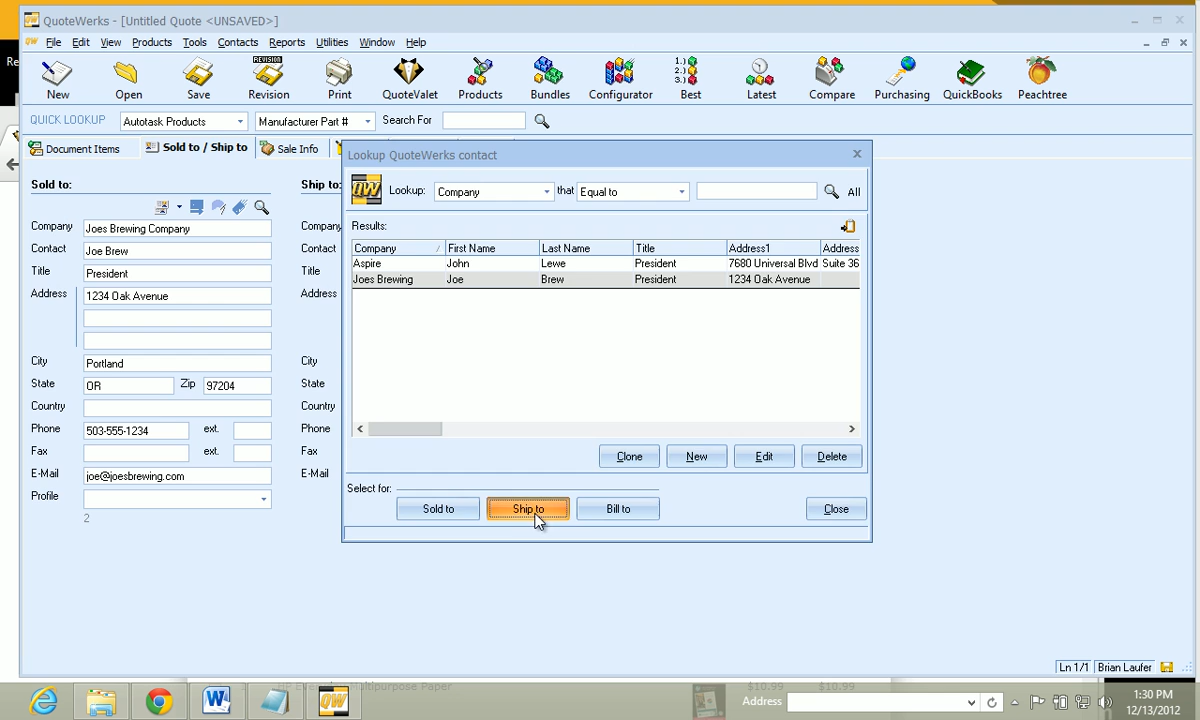 QuoteWerks - [Untitled Quote <UNSAVED>]
QW File Edit View Products Tools Contacts Reports Utilities Window Help
REVISION
1.)
2.)
3.)
New Open Save Revision Print QuoteValet Products Bundles Configurator Best Latest Compare Purchasing QuickBooks Peachtree
QUICK LOOKUP Autotask Products Manufacturer Part # Search For
Document Items Sold to / Ship to Sale Info
Sold to:
Company Joes Brewing Company
Contact Joe Brew
Title President
Address 1234 Oak Avenue
City Portland
State OR Zip 97204
Country
Phone 503-555-1234 ext.
Fax ext.
E-Mail joe@joesbrewing.com
Profile
2
Ship to:
Company
Contact
Title
Address
City
State
Country
Phone
Fax
E-Mail
Lookup QuoteWerks contact
QW Lookup: Company that Equal to All
Results:
Company First Name Last Name Title Address1 Address
Aspire John Lewe President 7680 Universal Blvd Suite 36
Joes Brewing Joe Brew President 1234 Oak Avenue
Clone New Edit Delete
Select for:
Sold to Ship to Bill to Close
Ln 1/1 Brian Laufer
Multipurpose Paper $10.99 $10.99
QW Address
1:30 PM
12/13/2012